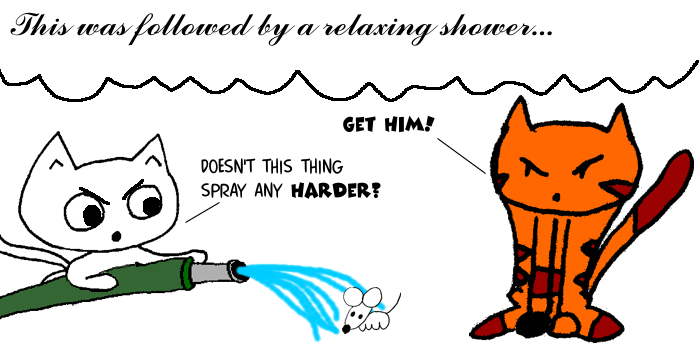 This was followed by a relaxing shower...
GET HIM!
DOESN'T THIS THING
SPRAY ANY HARDER?